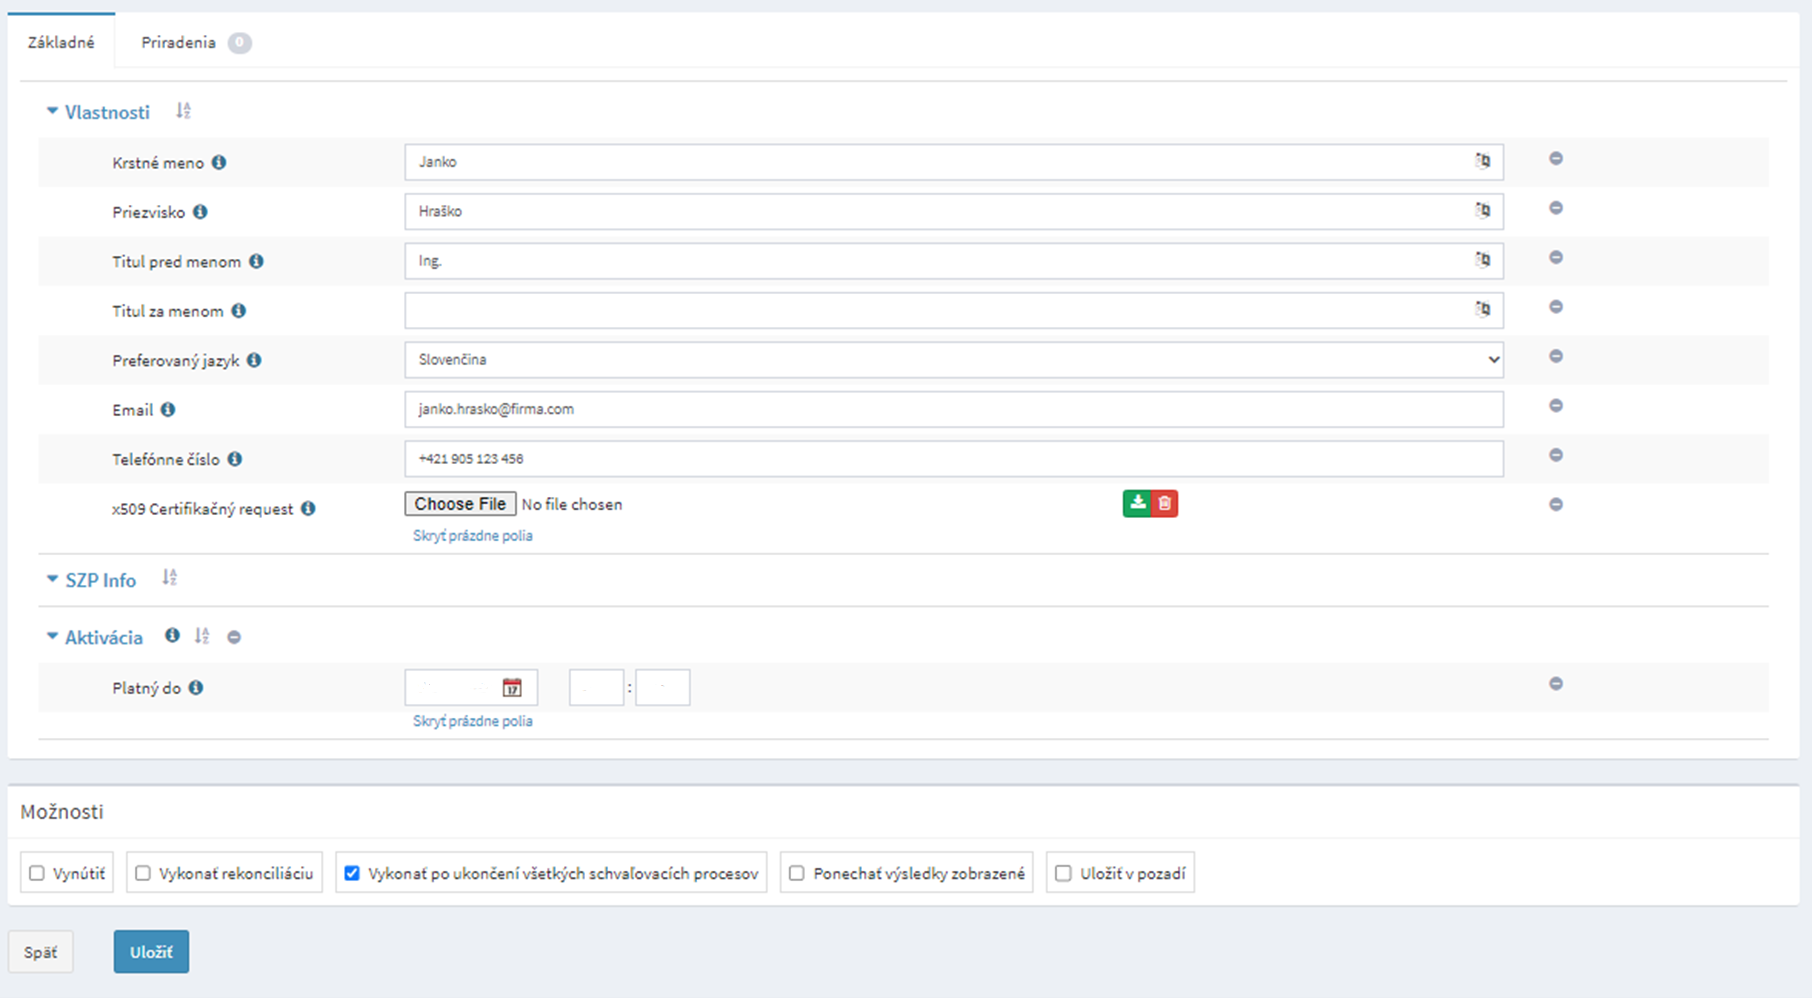 Základné Priradenia 0
Vlastnosti
Krstné meno Janko
Priezvisko Hraško
Titul pred menom Ing.
Titul za menom
Preferovaný jazyk Slovenčina
Email janko.hrasko@firma.com
Telefónne číslo +421 905 123 456
x509 Certifikačný request Choose File No file chosen
Skryť prázdne polia
SZP Info
Aktivácia
Platný do 17 :
Skryť prázdne polia
Možnosti
Vynútiť Vykonať rekonciliáciu Vykonať po ukončení všetkých schvaľovacích procesov Ponechať výsledky zobrazené Uložiť v pozadí
Späť Uložiť